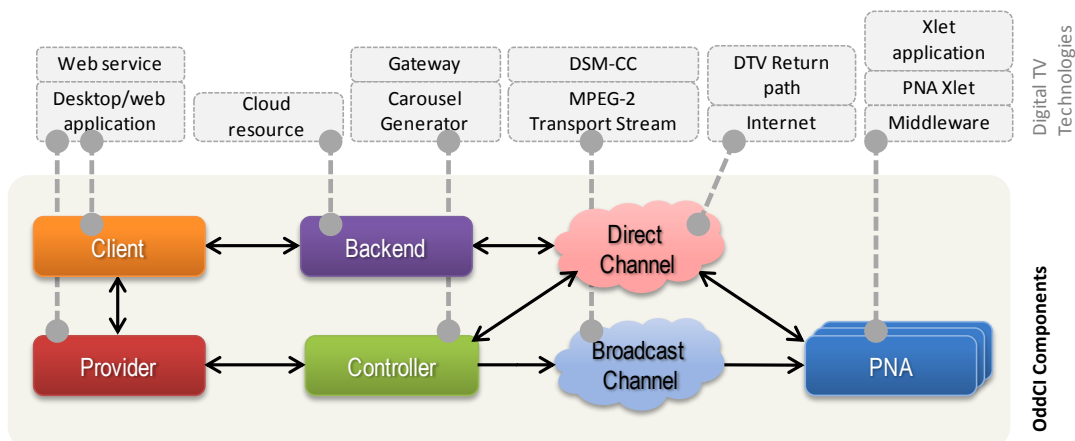 Web service
Desktop/web
application
Cloud
resource
Gateway
Carousel
Generator
DSM-CC
MPEG-2
Transport Stream
DTV Return
path
Internet
Xlet
application
PNA Xlet
Middleware
Digital TV
Technologies
Client
Backend
Direct
Channel
Provider
Controller
Broadcast
Channel
PNA
OddCI Components